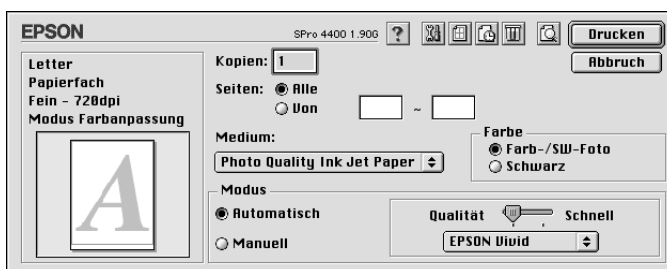 EPSON
SPro 4400 1.90G
?
Drucken
Abbruch
Letter
Papierfach
Fein - 720dpi
Modus Farbanpassung
A
Kopien: 1
Seiten: Alle
Von ~
Medium:
Photo Quality Ink Jet Paper
Farbe
Farb-/SW-Foto
Schwarz
Modus
Automatisch
Manuell
Qualität Schnell
EPSON Vivid